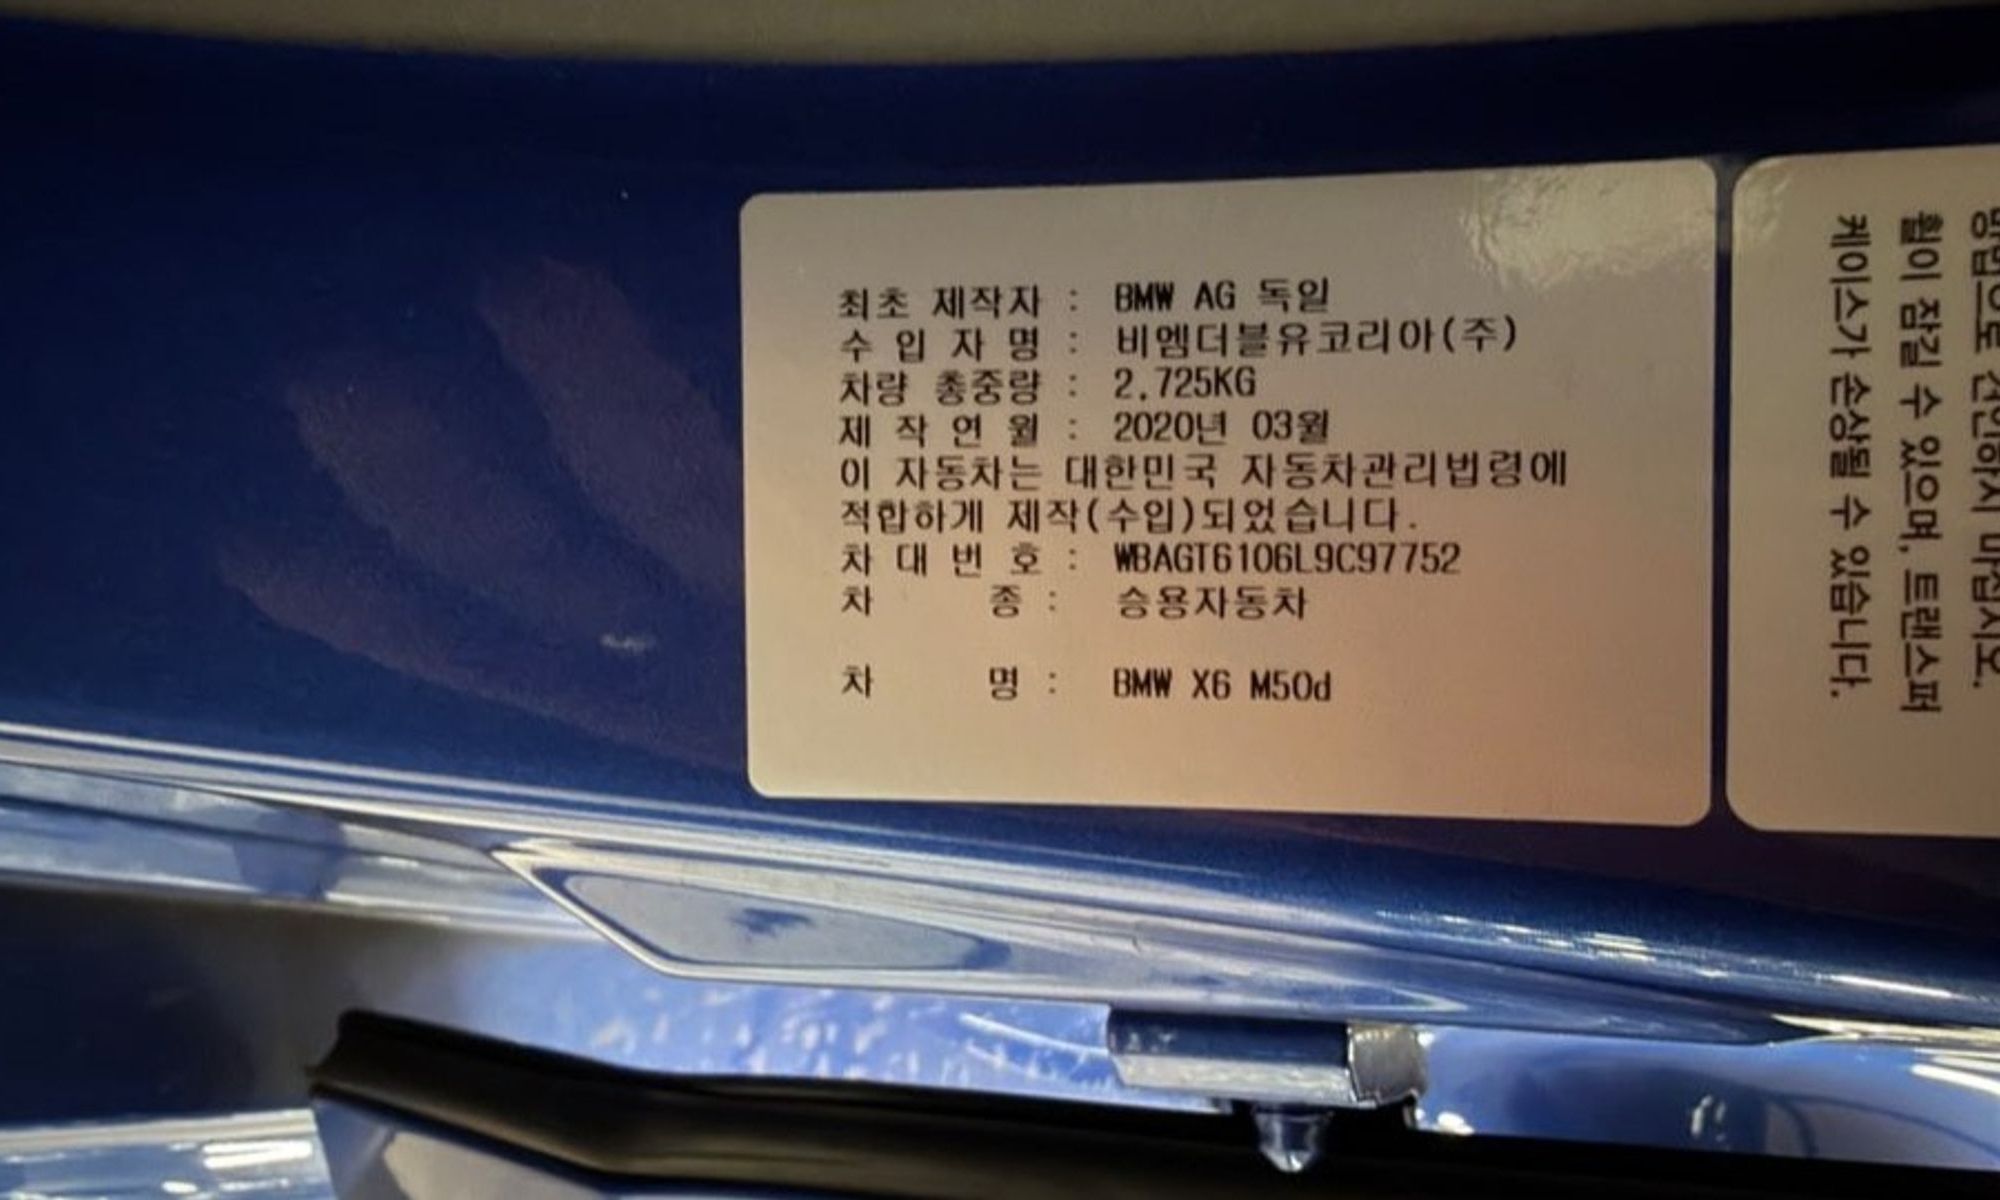 최초 제작자 : BMW AG 독일
수 입 자 명 : 비엠더블유코리아(주)
차량 총중량 : 2.725KG
제 작 연 월 : 2020년 03월
이 자동차는 대한민국 자동차관리법령에
적합하게 제작(수입)되었습니다.
차 대 번 호 : WBAGT6106L9C97752
차 종 : 승용자동차
차 명 : BMW X6 M50d
마십시오.
휠이 잠길 수 있으며, 트랜스퍼
케이스가 손상될 수 있습니다.